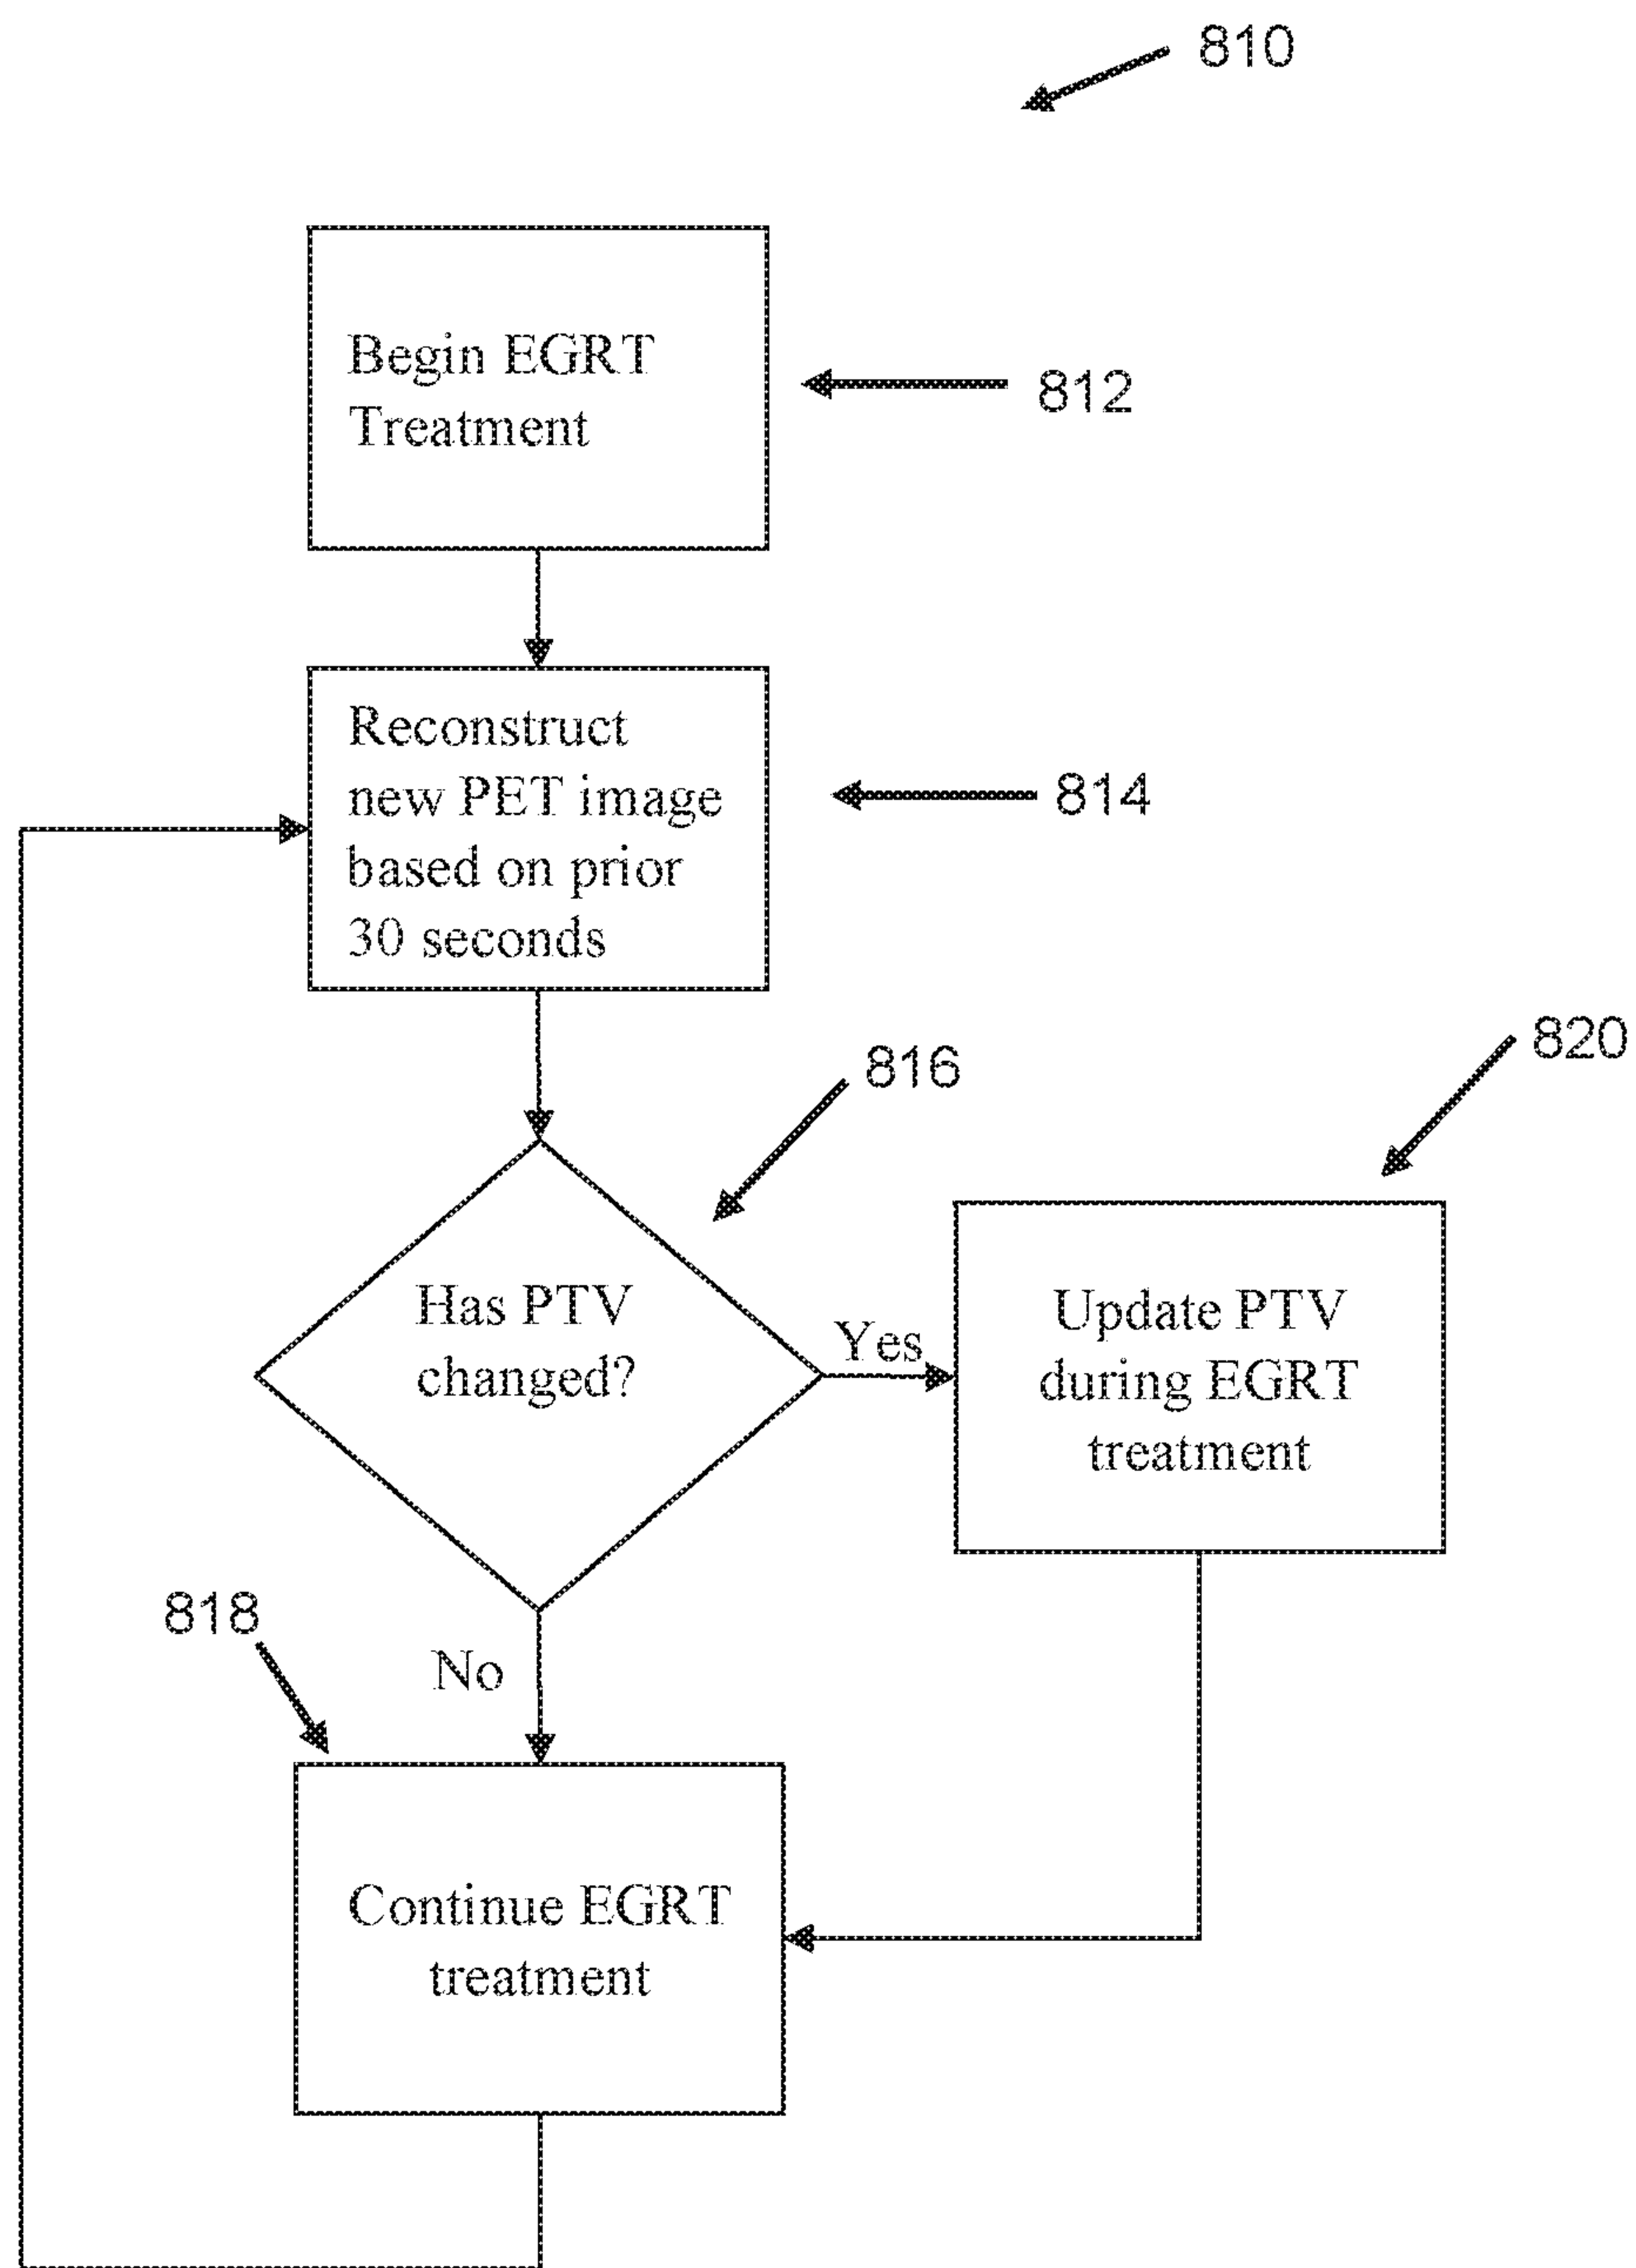 810
Begin EGRT
Treatment
812
Reconstruct
new PET image
based on prior
30 seconds
814
816
820
Has PTV
changed?
Yes
Update PTV
during EGRT
treatment
818
No
Continue EGRT
treatment